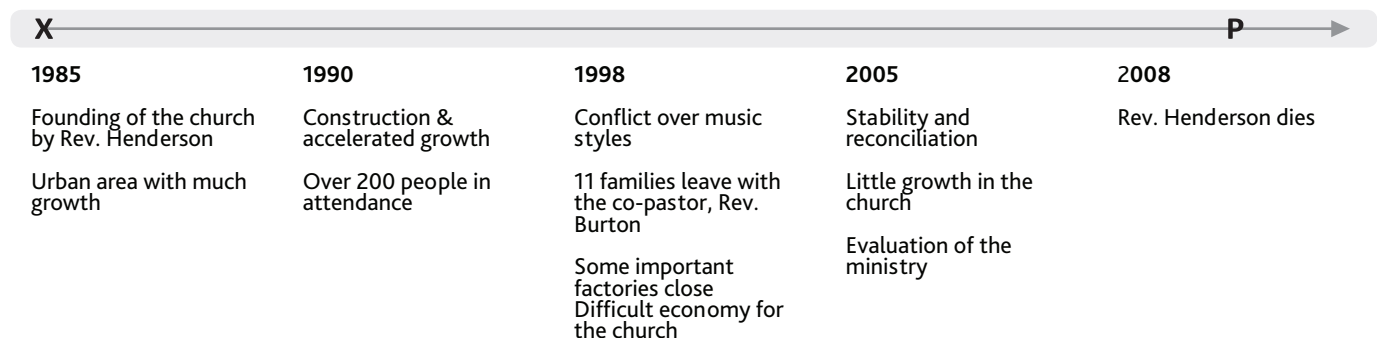 X
P
1985
Founding of the church
by Rev. Henderson
Urban area with much
growth
1990
Construction &
accelerated growth
Over 200 people in
attendance
1998
Conflict over music
styles
11 families leave with
the co-pastor, Rev.
Burton
Some important
factories close
Difficult economy for
the church
2005
Stability and
reconciliation
Little growth in the
church
Evaluation of the
ministry
2008
Rev. Henderson dies